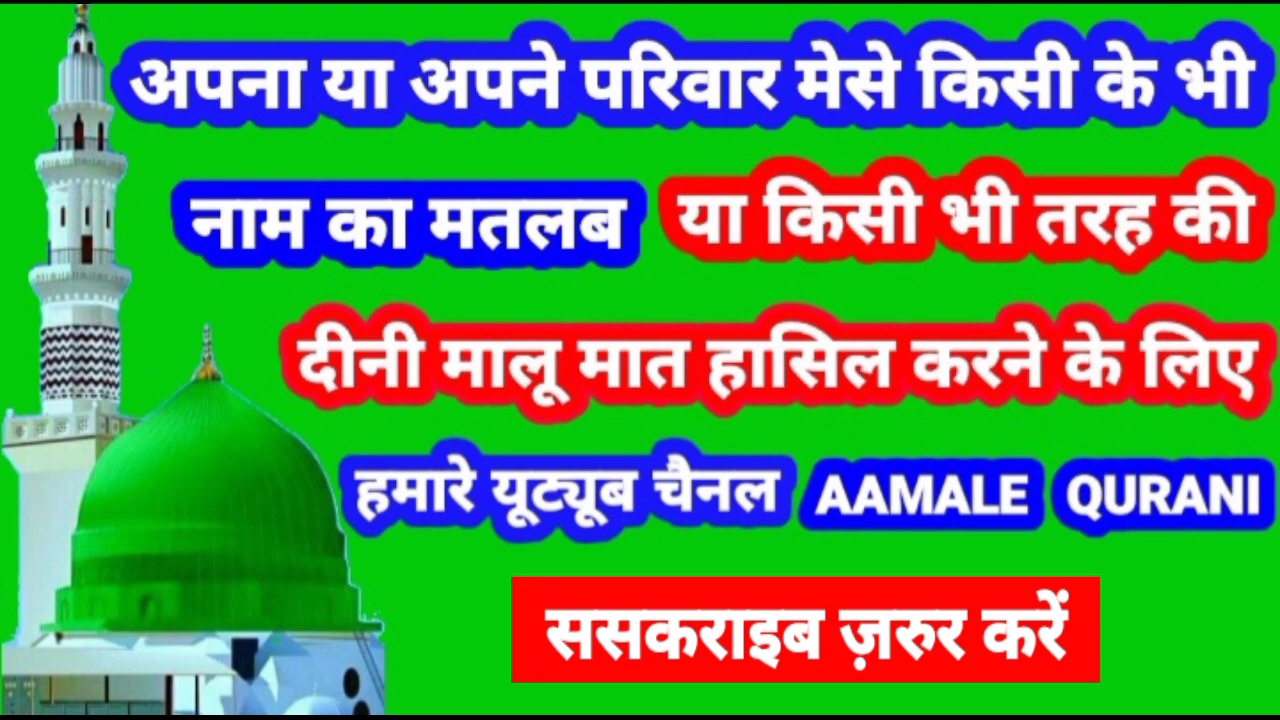 अपना या अपने परिवार मेसे किसी के भी
नाम का मतलब या किसी भी तरह की
दीनी मालू मात हासिल करने के लिए
हमारे यूट्यूब चैनल AAMALE QURANI
ससकराइब ज़रुर करें